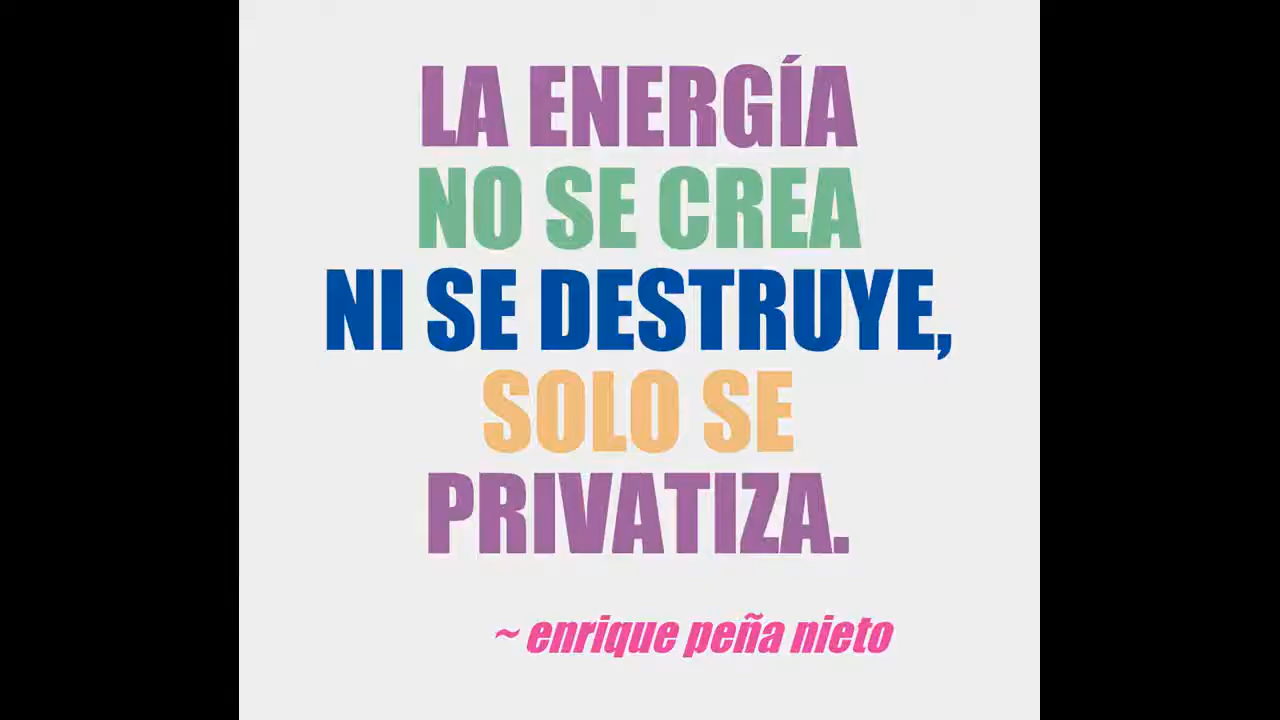 LA ENERGÍA
NO SE CREA
NI SE DESTRUYE,
SOLO SE
PRIVATIZA.
~ enrique peña nieto